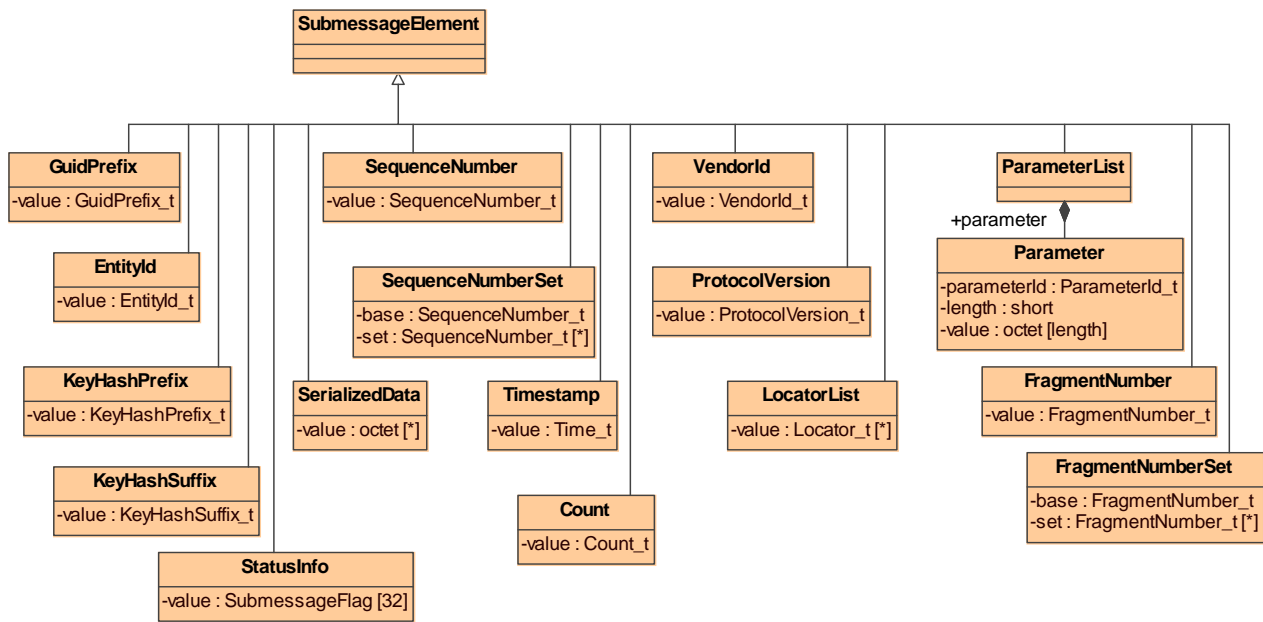 SubmessageElement
GuidPrefix
-value : GuidPrefix_t
SequenceNumber
-value : SequenceNumber_t
VendorId
-value : VendorId_t
ParameterList
+parameter
EntityId
-value : EntityId_t
SequenceNumberSet
-base : SequenceNumber_t
-set : SequenceNumber_t [*]
ProtocolVersion
-value : ProtocolVersion_t
Parameter
-parameterId : ParameterId_t
-length : short
-value : octet [length]
KeyHashPrefix
-value : KeyHashPrefix_t
SerializedData
-value : octet [*]
Timestamp
-value : Time_t
LocatorList
-value : Locator_t [*]
FragmentNumber
-value : FragmentNumber_t
KeyHashSuffix
-value : KeyHashSuffix_t
Count
-value : Count_t
FragmentNumberSet
-base : FragmentNumber_t
-set : FragmentNumber_t [*]
StatusInfo
-value : SubmessageFlag [32]